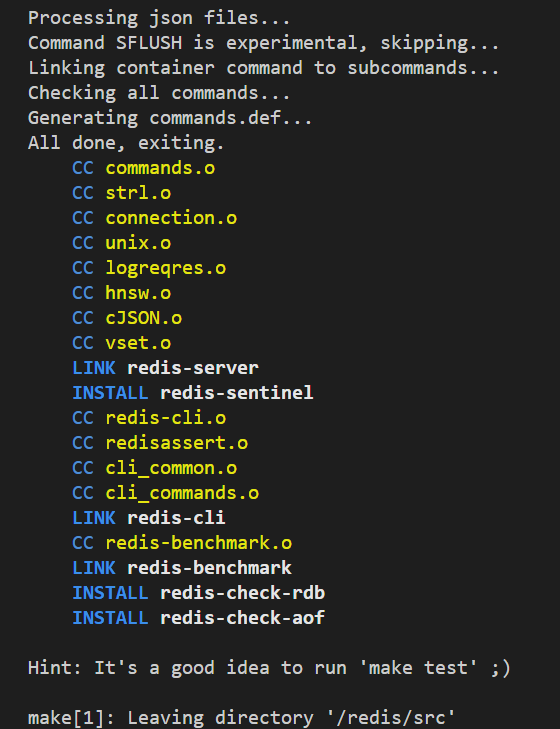 Processing json files...
Command SFLUSH is experimental, skipping...
Linking container command to subcommands...
Checking all commands...
Generating commands.def...
All done, exiting.
    CC commands.o
    CC strl.o
    CC connection.o
    CC unix.o
    CC logreqres.o
    CC hnsw.o
    CC cJSON.o
    CC vset.o
    LINK redis-server
    INSTALL redis-sentinel
    CC redis-cli.o
    CC redisassert.o
    CC cli_common.o
    CC cli_commands.o
    LINK redis-cli
    CC redis-benchmark.o
    LINK redis-benchmark
    INSTALL redis-check-rdb
    INSTALL redis-check-aof

Hint: It's a good idea to run 'make test' ;)

make[1]: Leaving directory '/redis/src'